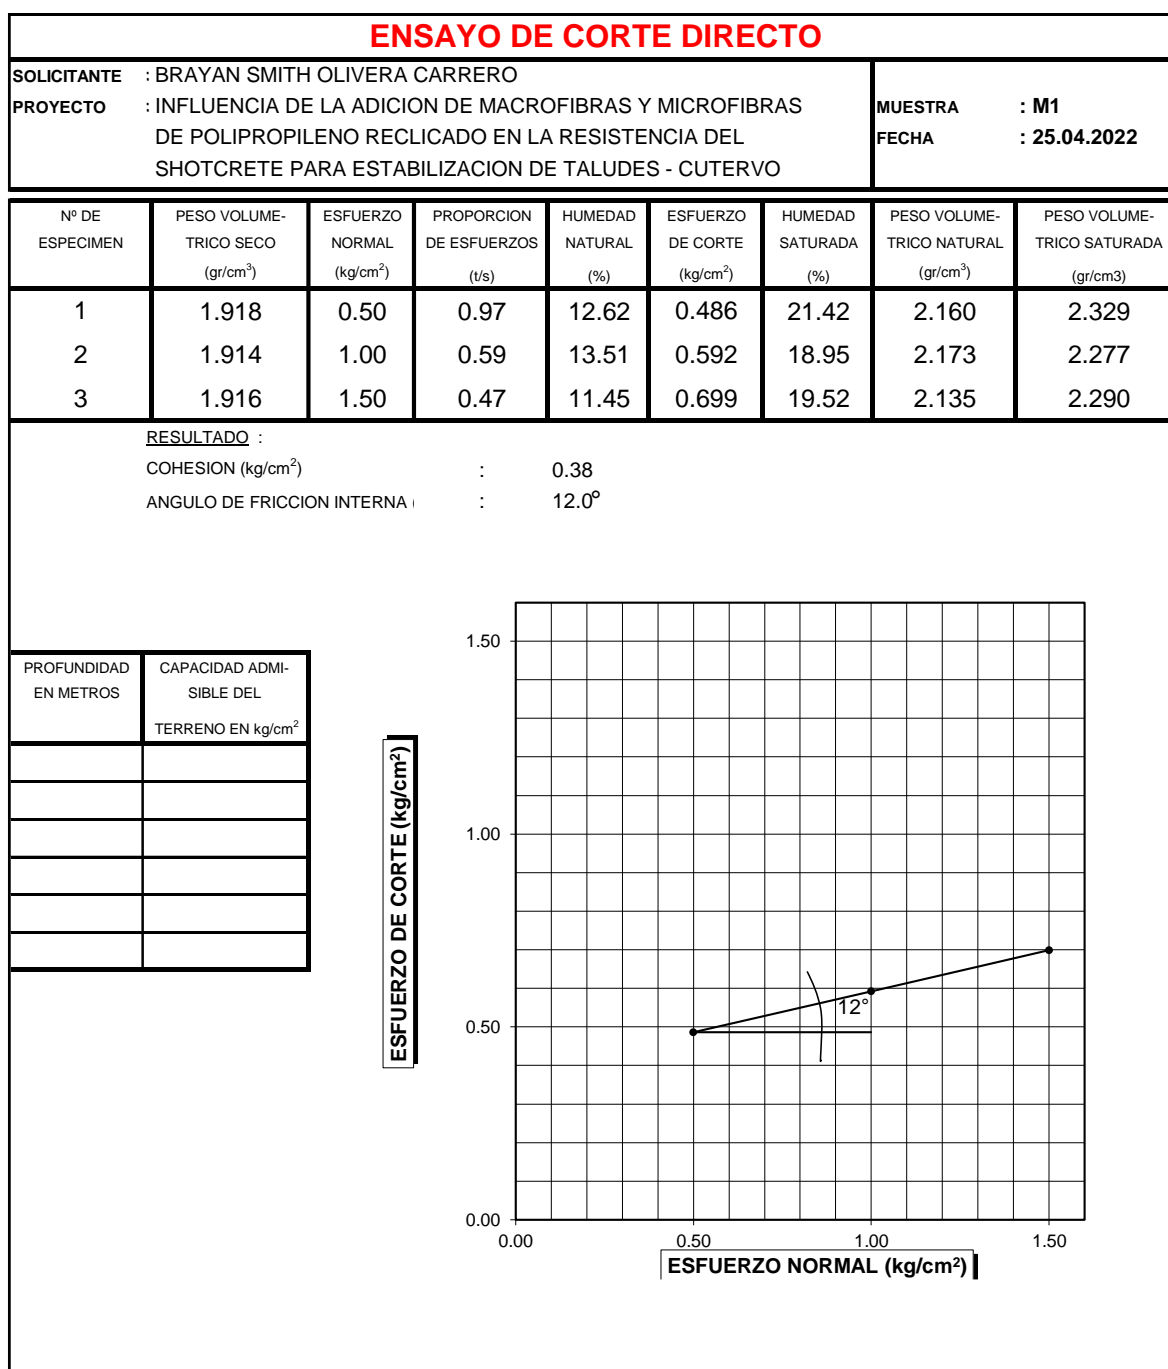 ENSAYO DE CORTE DIRECTO
SOLICITANTE : BRAYAN SMITH OLIVERA CARRERO
PROYECTO : INFLUENCIA DE LA ADICION DE MACROFIBRAS Y MICROFIBRAS
DE POLIPROPILENO RECLICADO EN LA RESISTENCIA DEL
SHOTCRETE PARA ESTABILIZACION DE TALUDES - CUTERVO
MUESTRA : M1
FECHA : 25.04.2022
Nº DE PESO VOLUME- ESFUERZO PROPORCION HUMEDAD ESFUERZO HUMEDAD PESO VOLUME- PESO VOLUME-
ESPECIMEN TRICO SECO NORMAL DE ESFUERZOS NATURAL DE CORTE SATURADA TRICO NATURAL TRICO SATURADA
(gr/cm³) (kg/cm²) (t/s) (%) (kg/cm²) (%) (gr/cm³) (gr/cm3)
1 1.918 0.50 0.97 12.62 0.486 21.42 2.160 2.329
2 1.914 1.00 0.59 13.51 0.592 18.95 2.173 2.277
3 1.916 1.50 0.47 11.45 0.699 19.52 2.135 2.290
RESULTADO :
COHESION (kg/cm²) : 0.38
ANGULO DE FRICCION INTERNA ( : 12.0°
PROFUNDIDAD CAPACIDAD ADMI-
EN METROS SIBLE DEL
TERRENO EN kg/cm²
ESFUERZO DE CORTE (kg/cm²)
1.50
1.00
0.50
0.00
12°
0.00 0.50 1.00 1.50
ESFUERZO NORMAL (kg/cm²)